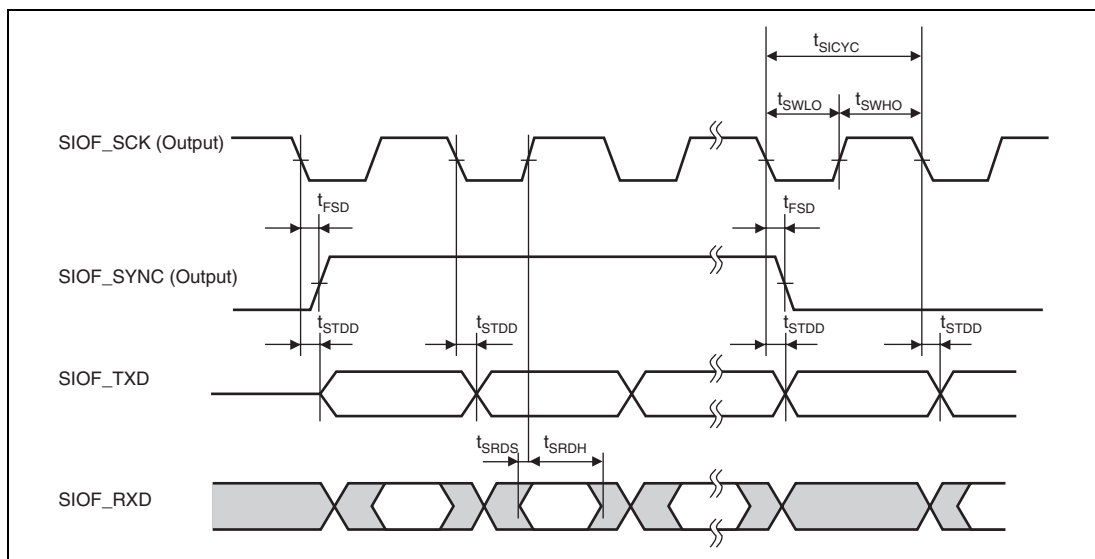 tSICYC
tSWLO tSWHO
SIOF_SCK (Output)
tFSD tFSD
SIOF_SYNC (Output)
tSTDD tSTDD tSTDD tSTDD
SIOF_TXD
tSRDS tSRDH
SIOF_RXD